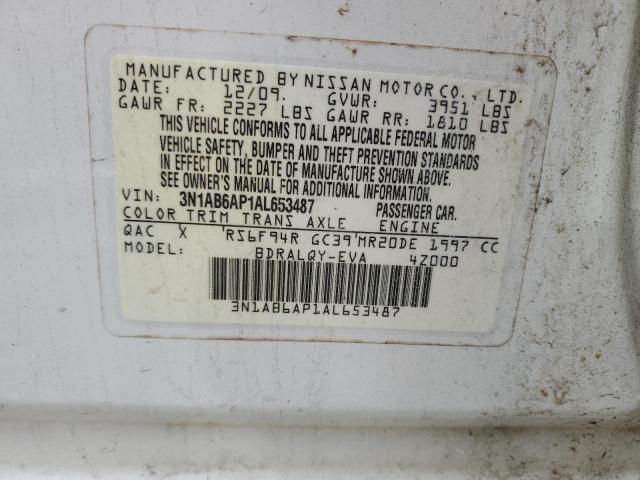 MANUFACTURED BY NISSAN MOTOR CO., LTD.
DATE: 12/09. GVWR: 3951 LBS
GAWR FR: 2227 LBS GAWR RR: 1810 LBS
THIS VEHICLE CONFORMS TO ALL APPLICABLE FEDERAL MOTOR
VEHICLE SAFETY, BUMPER AND THEFT PREVENTION STANDARDS
IN EFFECT ON THE DATE OF MANUFACTURE SHOWN ABOVE.
SEE OWNER'S MANUAL FOR ADDITIONAL INFORMATION.
VIN: 3N1AB6AP1AL653487 PASSENGER CAR.
COLOR TRIM TRANS AXLE ENGINE
QAC X RS6F94R GC39 MR20DE 1997 CC
MODEL: BDRALQY-EVA 4Z000
3N1AB6AP1AL653487